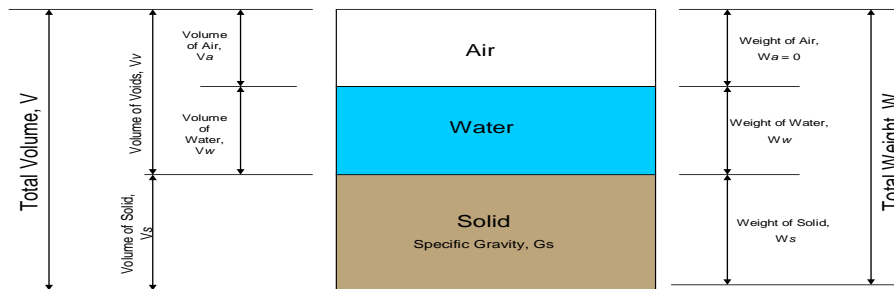 Total Volume, V
Volume of Voids, Vv
Volume of Solid,
Vs
Volume
of Air,
Va
Volume
of
Water,
Vw
Air
Water
Solid
Specific Gravity, Gs
Weight of Air,
Wa = 0
Weight of Water,
Ww
Weight of Solid,
Ws
Total Weight, W